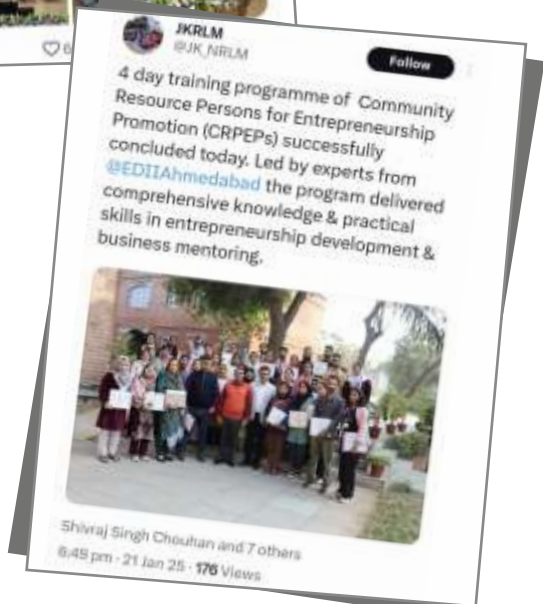 6
JKRLM
@JK_NRLM
Follow
4 day training programme of Community
Resource Persons for Entrepreneurship
Promotion (CRPEPs) successfully
concluded today. Led by experts from
@EDIIAhmedabad the program delivered
comprehensive knowledge & practical
skills in entrepreneurship development &
business mentoring.
Shivraj Singh Chouhan and 7 others
6:49 pm · 21 Jan 25 · 176 Views